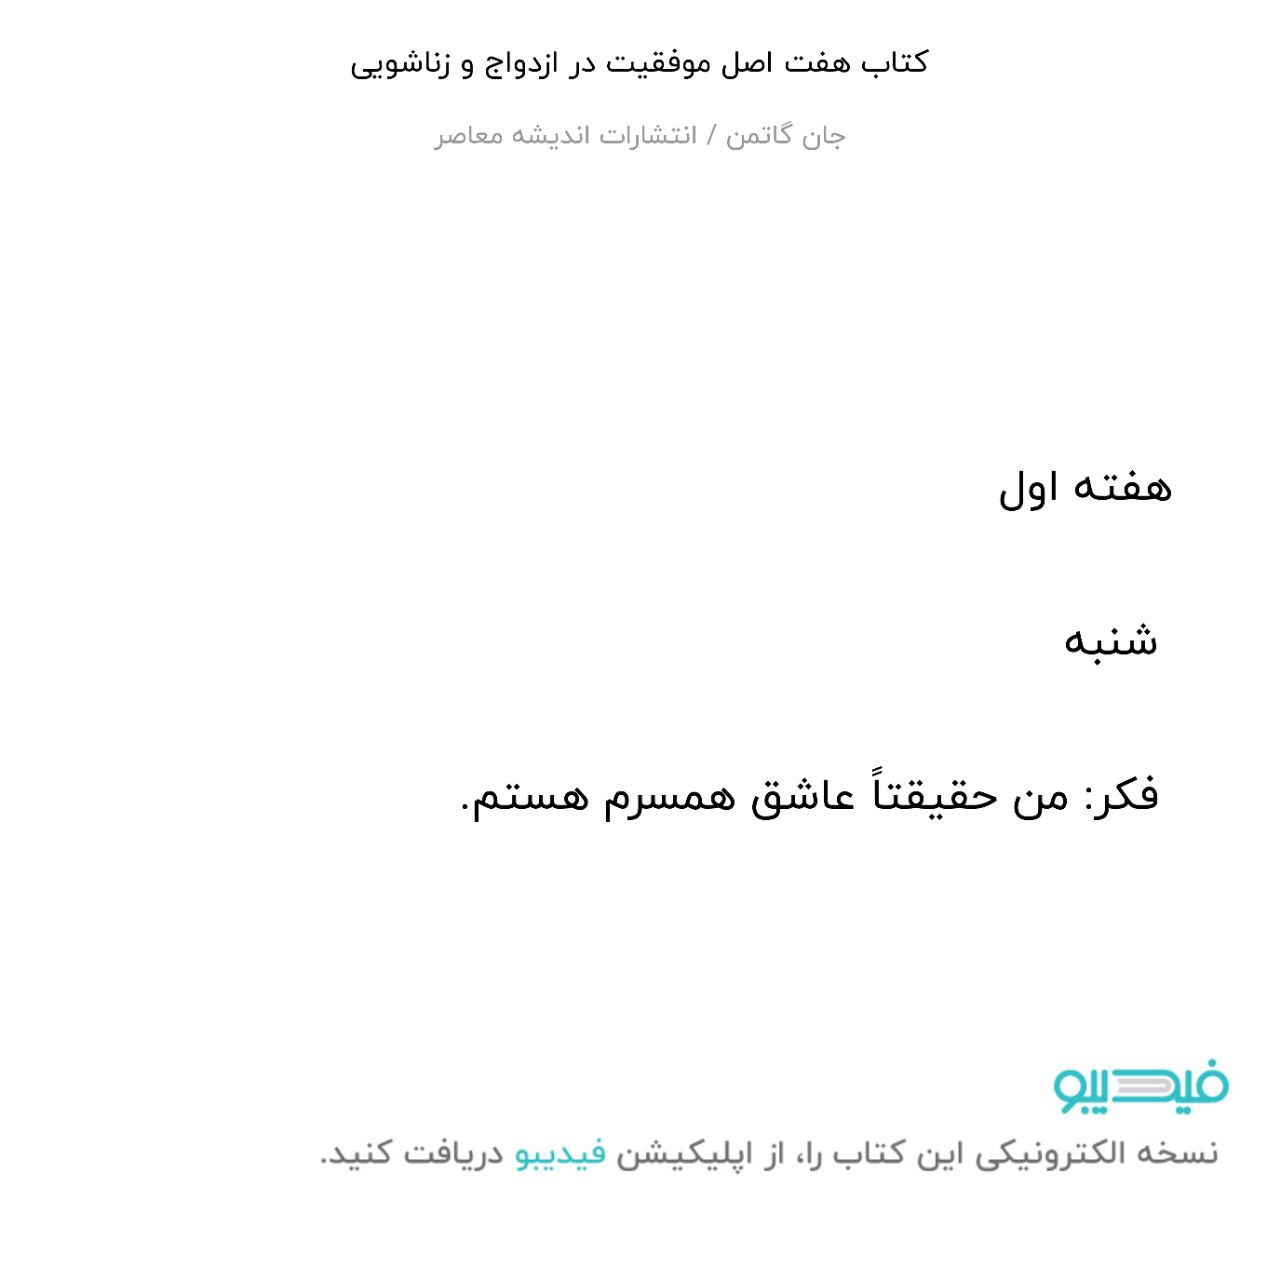 کتاب هفت اصل موفقیت در ازدواج و زناشویی
جان گاتمن / انتشارات اندیشه معاصر
هفته اول
شنبه
فکر: من حقیقتاً عاشق همسرم هستم.
فیدیبو
نسخه الکترونیکی این کتاب را، از اپلیکیشن فیدیبو دریافت کنید.